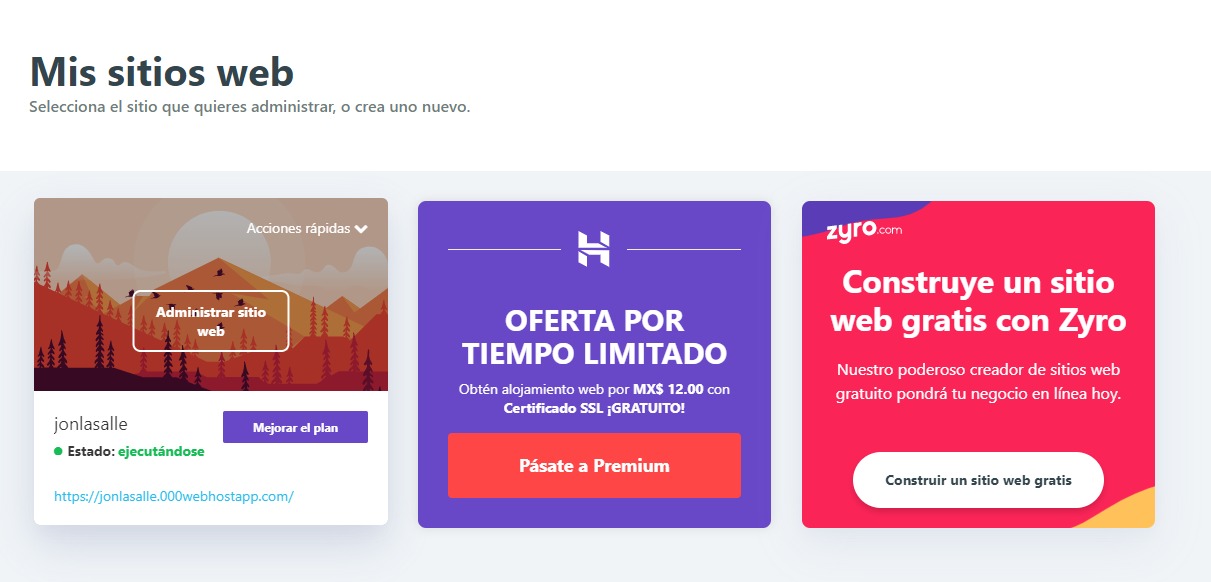 Mis sitios web
Selecciona el sitio que quieres administrar, o crea uno nuevo.
Acciones rápidas
Administrar sitio
web
jonlasalle
Mejorar el plan
Estado: ejecutándose
https://jonlasalle.000webhostapp.com/
OFERTA POR
TIEMPO LIMITADO
Obtén alojamiento web por MX$ 12.00 con
Certificado SSL ¡GRATUITO!
Pásate a Premium
zyro.com
Construye un sitio
web gratis con Zyro
Nuestro poderoso creador de sitios web
gratuito pondrá tu negocio en línea hoy.
Construir un sitio web gratis